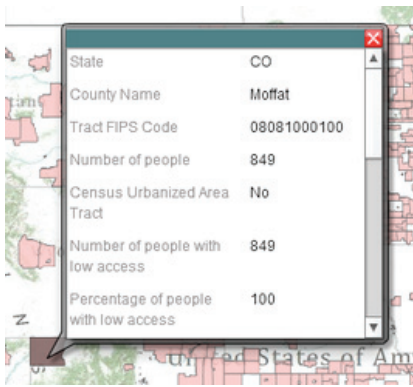 State CO
County Name Moffat
Tract FIPS Code 08081000100
Number of people 849
Census Urbanized Area No
Tract
Number of people with 849
low access
Percentage of people 100
with low access
United States of Am